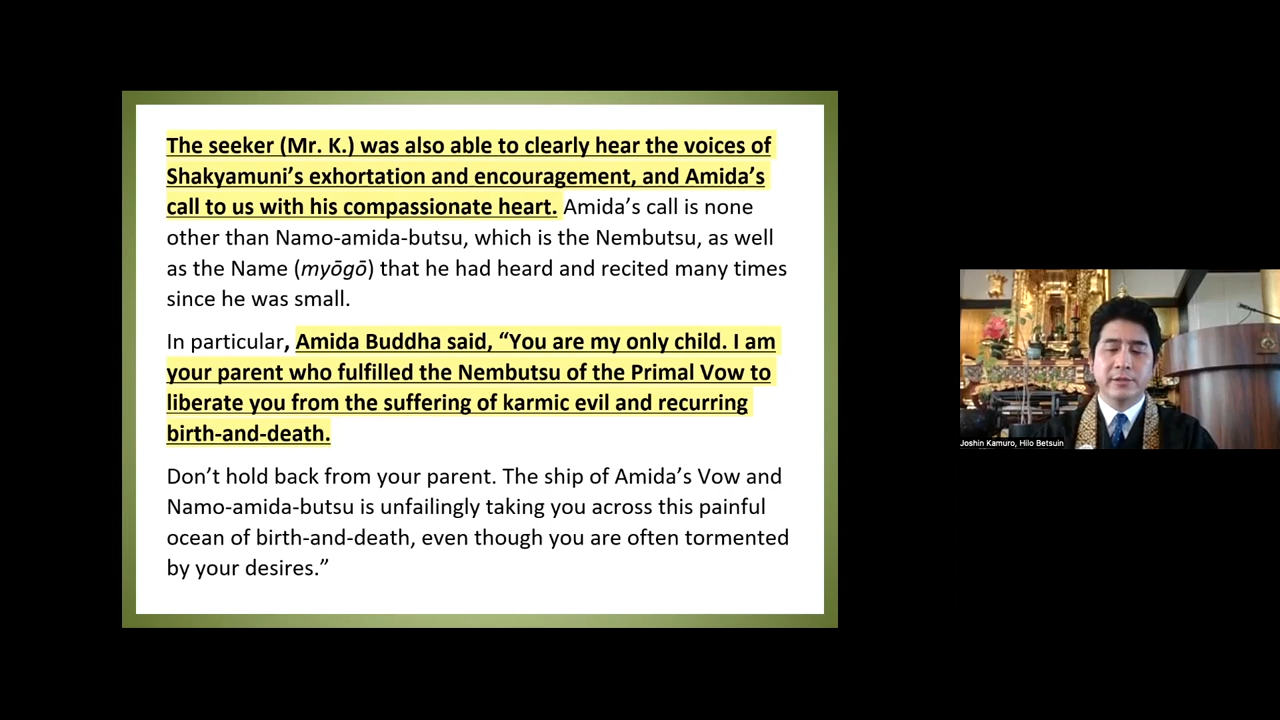 The seeker (Mr. K.) was also able to clearly hear the voices of
Shakyamuni’s exhortation and encouragement, and Amida’s
call to us with his compassionate heart. Amida’s call is none
other than Namo-amida-butsu, which is the Nembutsu, as well
as the Name (myōgō) that he had heard and recited many times
since he was small.
In particular, Amida Buddha said, “You are my only child. I am
your parent who fulfilled the Nembutsu of the Primal Vow to
liberate you from the suffering of karmic evil and recurring
birth-and-death.
Don’t hold back from your parent. The ship of Amida’s Vow and
Namo-amida-butsu is unfailingly taking you across this painful
ocean of birth-and-death, even though you are often tormented
by your desires.”
Joshin Kamuro, Hilo Betsuin